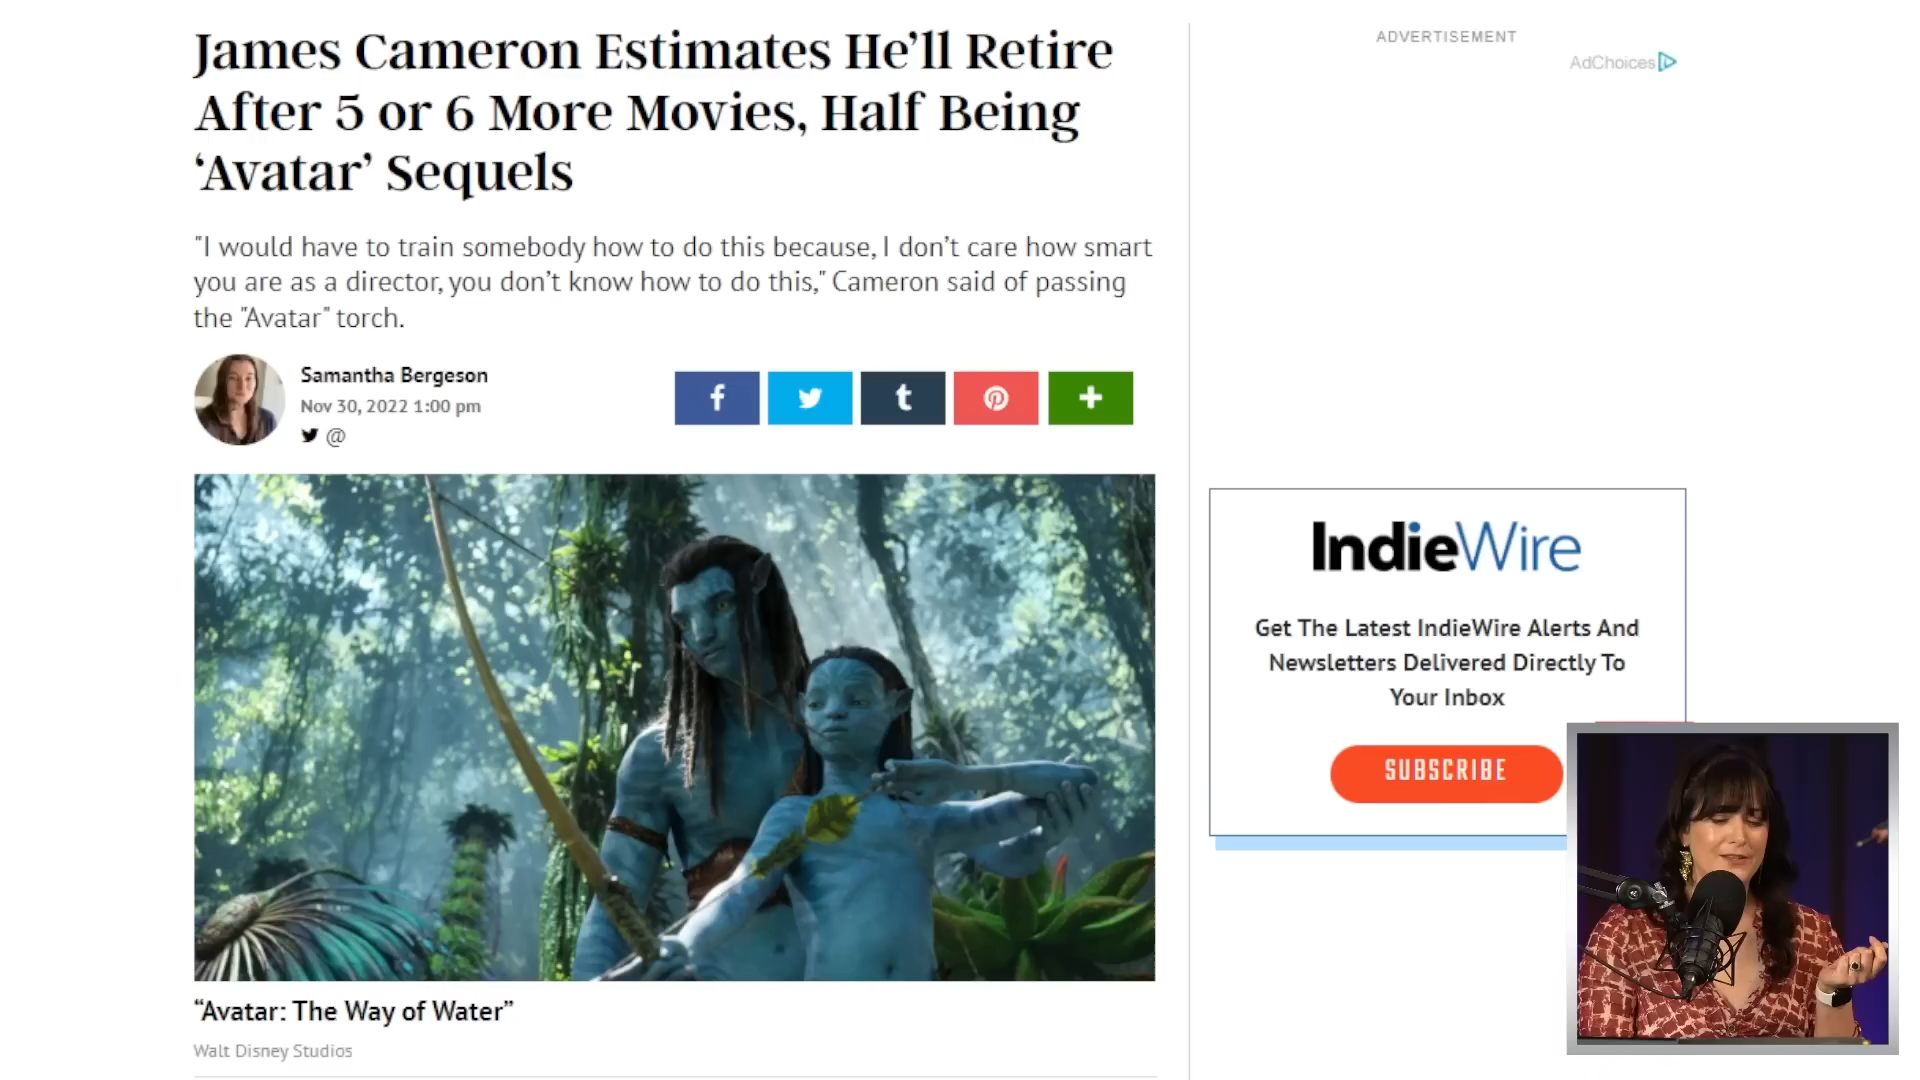 James Cameron Estimates He’ll Retire
After 5 or 6 More Movies, Half Being
‘Avatar’ Sequels
"I would have to train somebody how to do this because, I don’t care how smart
you are as a director, you don’t know how to do this," Cameron said of passing
the "Avatar" torch.
Samantha Bergeson
Nov 30, 2022 1:00 pm
@
f
t
+
“Avatar: The Way of Water”
Walt Disney Studios
ADVERTISEMENT
AdChoices
IndieWire
Get The Latest IndieWire Alerts And
Newsletters Delivered Directly To
Your Inbox
SUBSCRIBE